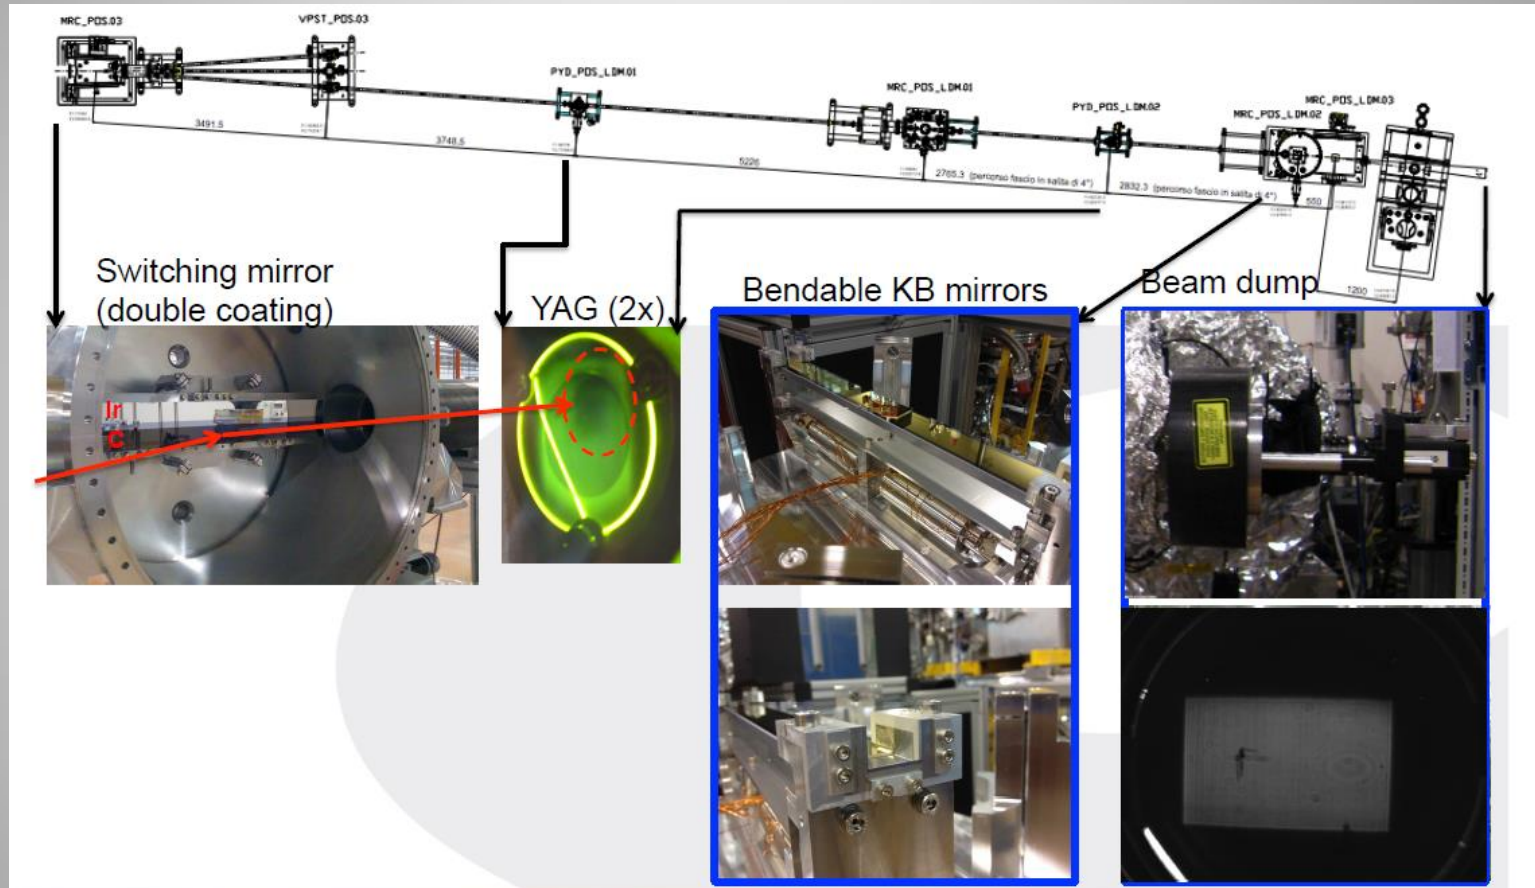 MRC_POS.03
VPST_POS.03
PYD_POS_LDM.01
MRC_POS_LDM.01
PYD_POS_LDM.02
MRC_POS_LDM.03
MRC_POS_LDM.02
3491.5
3748.5
5226
2765.3 (percorso fascio in salita di 4°)
2832.3 (percorso fascio in salita di 4°)
550
1200
Switching mirror
(double coating)
YAG (2x)
Bendable KB mirrors
Beam dump
Ir
C